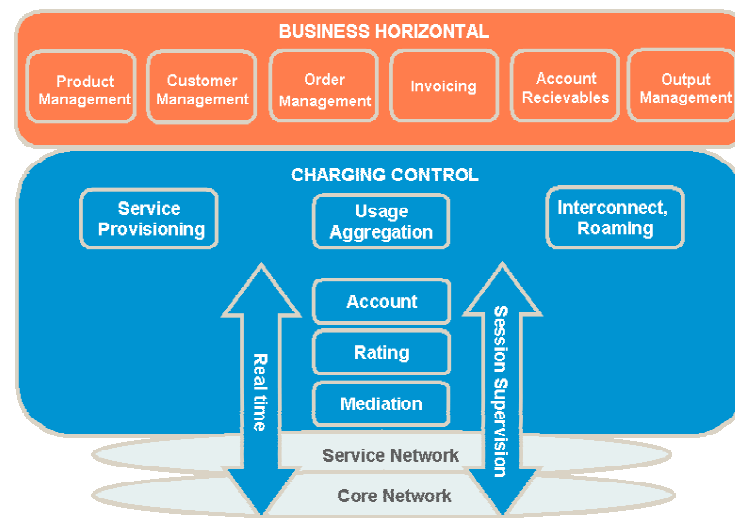 BUSINESS HORIZONTAL
Product
Management
Customer
Management
Order
Management
Invoicing
Account
Recievables
Output
Management
CHARGING CONTROL
Service
Provisioning
Usage
Aggregation
Interconnect,
Roaming
Account
Rating
Mediation
Real time
Session Supervision
Service Network
Core Network